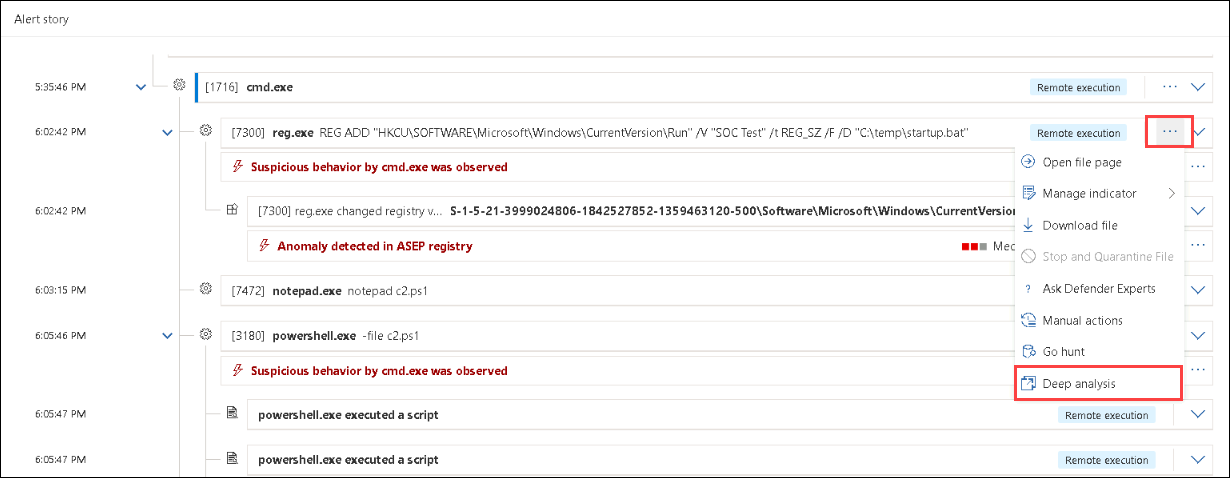 Alert story
5:35:46 PM [1716] cmd.exe Remote execution ...
6:02:42 PM [7300] reg.exe REG ADD "HKCU\SOFTWARE\Microsoft\Windows\CurrentVersion\Run" /V "SOC Test" /t REG_SZ /F /D "C:\temp\startup.bat" Remote execution ...
Suspicious behavior by cmd.exe was observed ...
6:02:42 PM [7300] reg.exe changed registry v... S-1-5-21-3999024806-1842527852-1359463120-500\Software\Microsoft\Windows\CurrentVersion
Anomaly detected in ASEP registry ...
6:03:15 PM [7472] notepad.exe notepad c2.ps1
6:05:46 PM [3180] powershell.exe -file c2.ps1
Suspicious behavior by cmd.exe was observed ...
6:05:47 PM powershell.exe executed a script Remote execution
6:05:47 PM powershell.exe executed a script Remote execution
Open file page
Manage indicator
Download file
Stop and Quarantine File
? Ask Defender Experts
Manual actions
Go hunt
Deep analysis